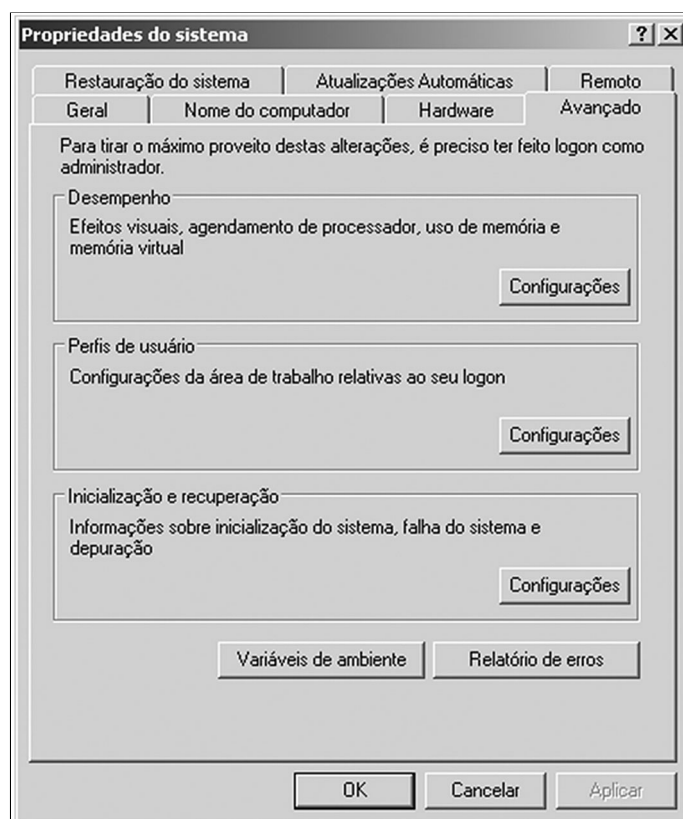 Propriedades do sistema
Restauração do sistema
Atualizações Automáticas
Remoto
Geral
Nome do computador
Hardware
Avançado
Para tirar o máximo proveito destas alterações, é preciso ter feito logon como
administrador.
Desempenho
Efeitos visuais, agendamento de processador, uso de memória e
memória virtual
Configurações
Perfis de usuário
Configurações da área de trabalho relativas ao seu logon
Configurações
Inicialização e recuperação
Informações sobre inicialização do sistema, falha do sistema e
depuração
Configurações
Variáveis de ambiente
Relatório de erros
OK
Cancelar
Aplicar